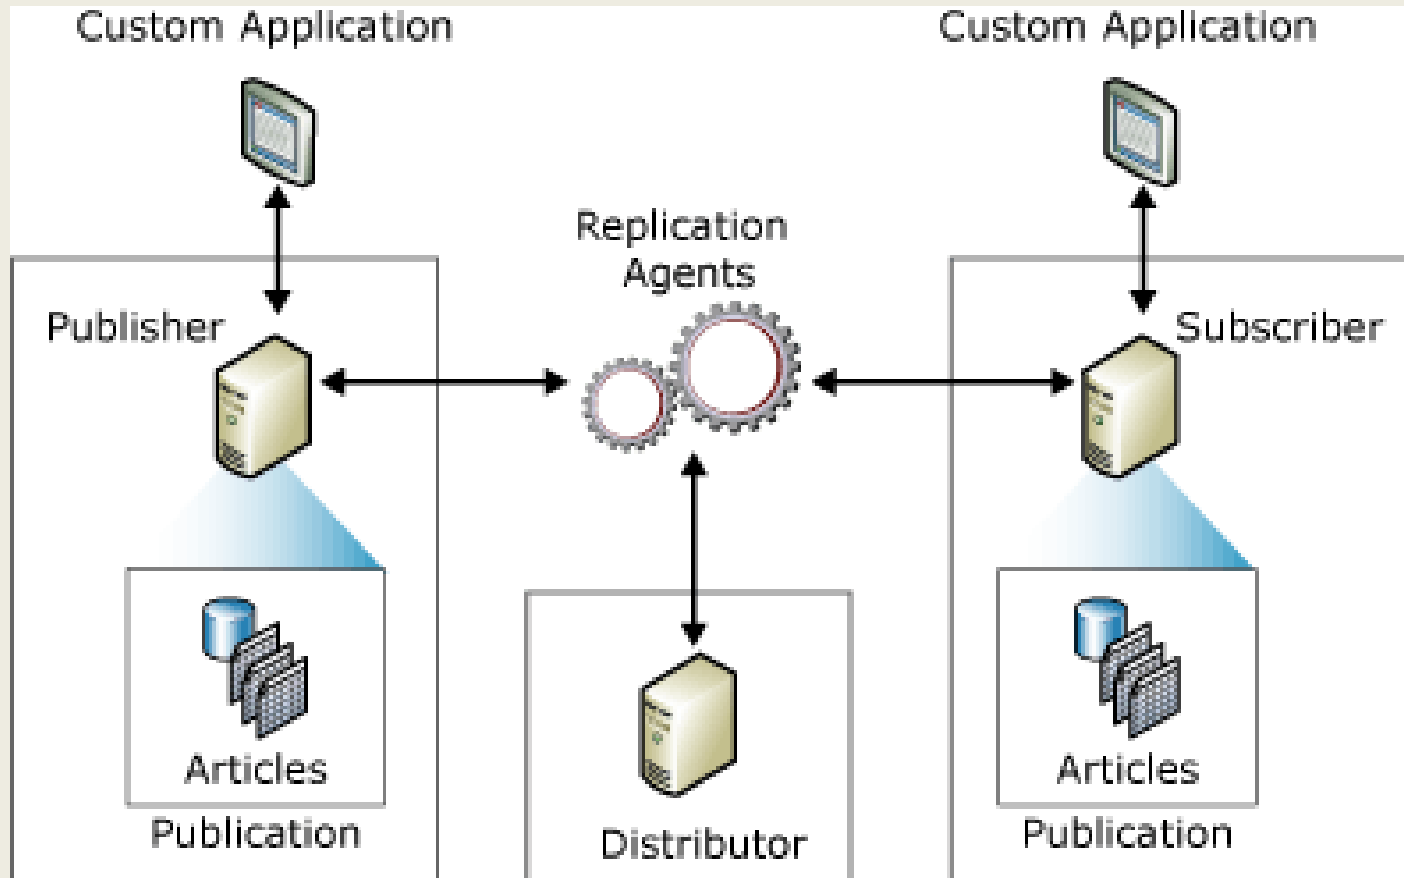 Custom Application
Custom Application
Replication
Agents
Publisher
Subscriber
Articles
Publication
Distributor
Articles
Publication